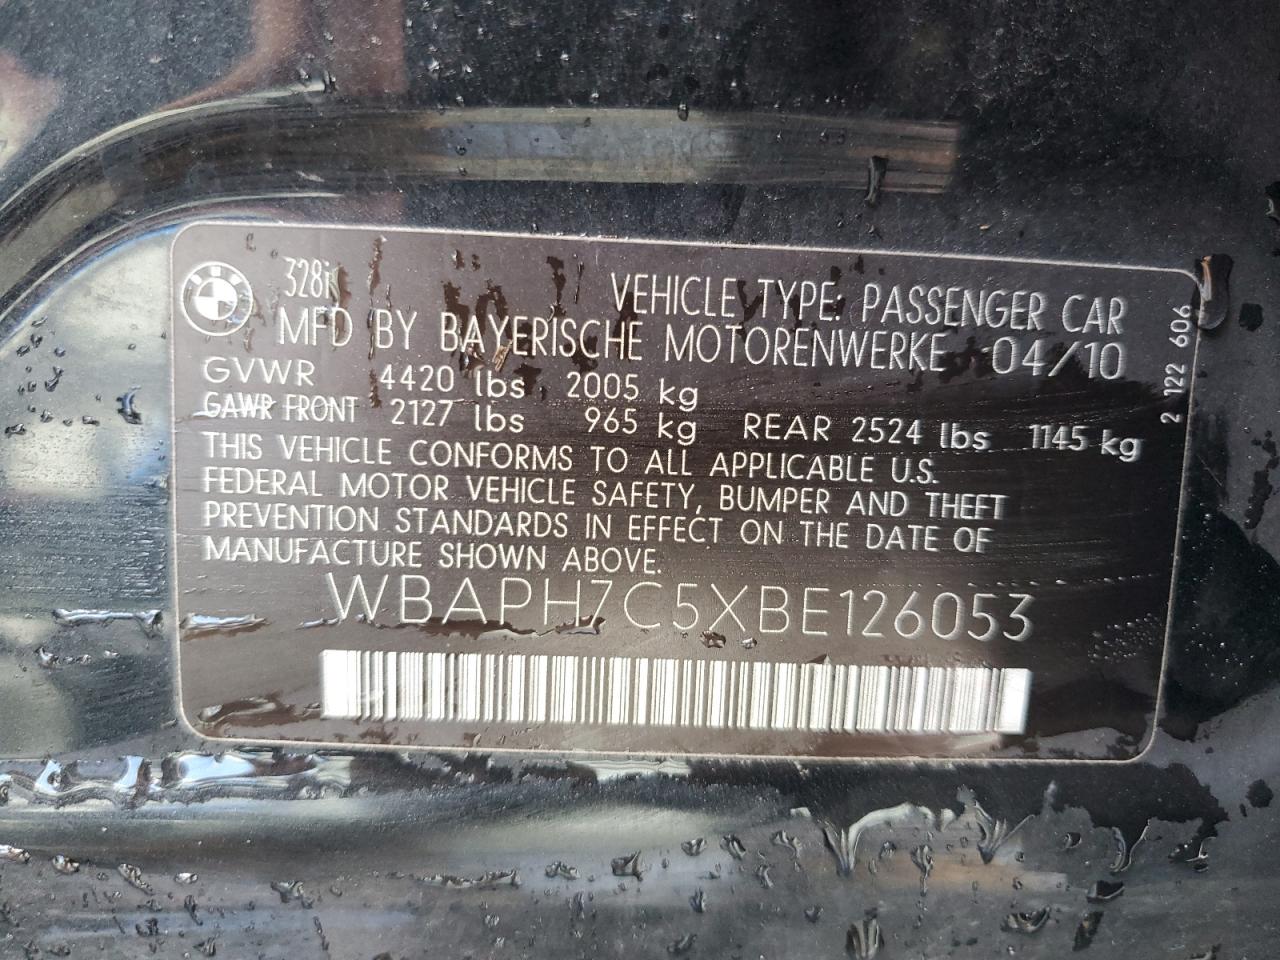 328i
VEHICLE TYPE: PASSENGER CAR
MFD BY BAYERISCHE MOTORENWERKE 04/10
GVWR 4420 lbs 2005 kg
GAWR FRONT 2127 lbs 965 kg REAR 2524 lbs 1145 kg
THIS VEHICLE CONFORMS TO ALL APPLICABLE U.S.
FEDERAL MOTOR VEHICLE SAFETY, BUMPER AND THEFT
PREVENTION STANDARDS IN EFFECT ON THE DATE OF
MANUFACTURE SHOWN ABOVE.
WBAPH7C5XBE126053
2 122 606